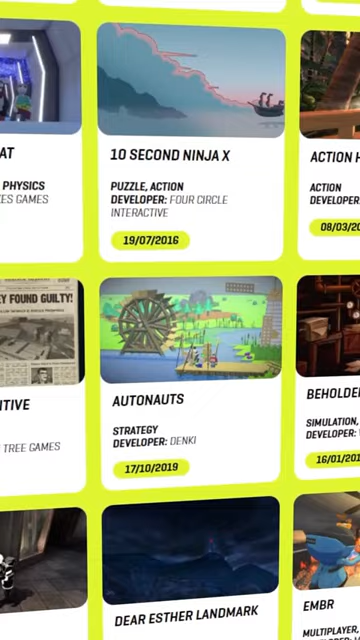 AT
PHYSICS
ES GAMES
10 SECOND NINJA X
PUZZLE, ACTION
DEVELOPER: FOUR CIRCLE
INTERACTIVE
19/07/2016
ACTION H
ACTION
DEVELOPER:
08/03/20
Y FOUND GUILTY!
ITIVE
TREE GAMES
AUTONAUTS
STRATEGY
DEVELOPER: DENKI
17/10/2019
BEHOLDE
SIMULATION,
DEVELOPER:
16/01/201
DEAR ESTHER LANDMARK
EMBR
MULTIPLAYER,